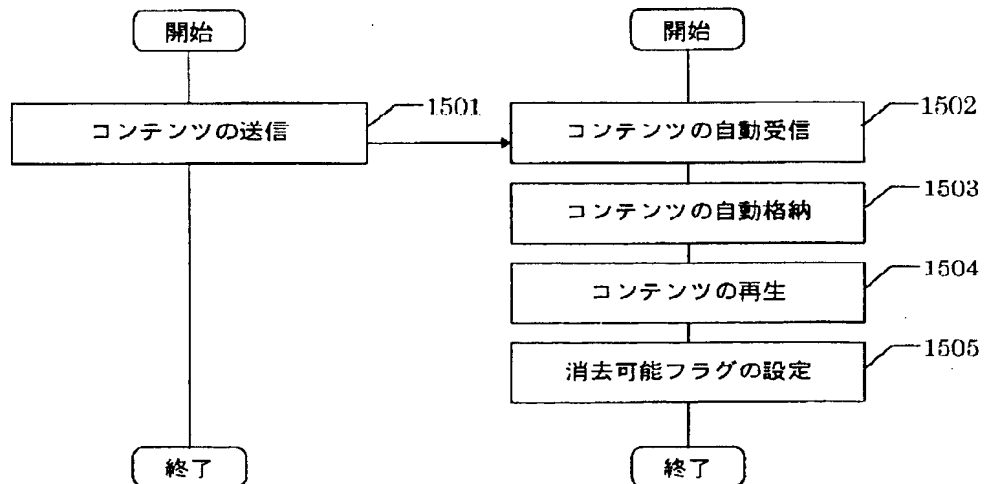 開始
コンテンツの送信
1501
終了
開始
コンテンツの自動受信
1502
コンテンツの自動格納
1503
コンテンツの再生
1504
消去可能フラグの設定
1505
終了